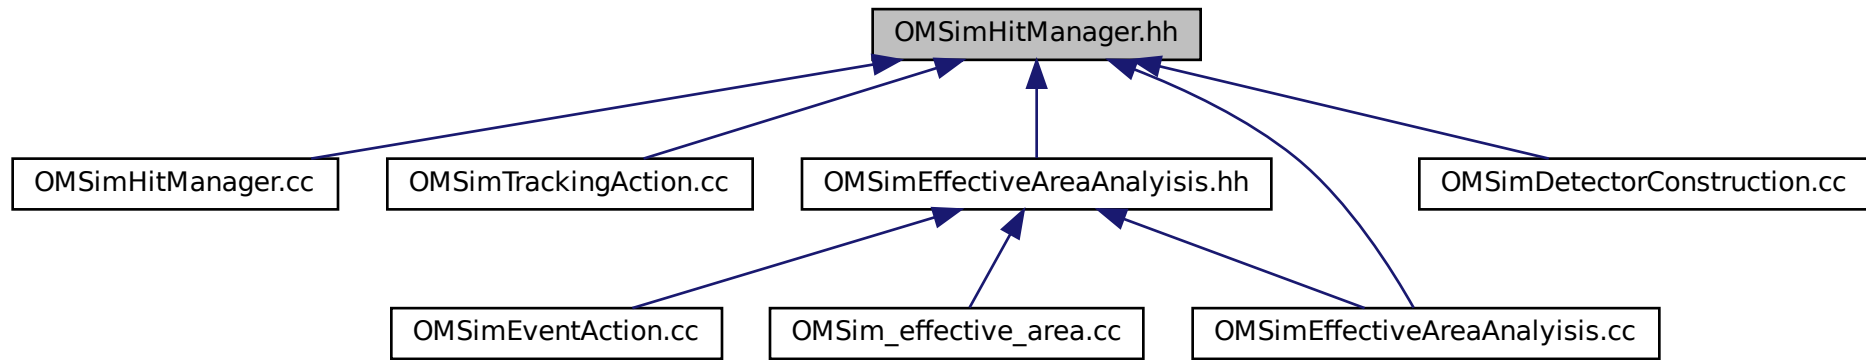 OMSimHitManager.hh
OMSimHitManager.cc
OMSimTrackingAction.cc
OMSimEffectiveAreaAnalyisis.hh
OMSimDetectorConstruction.cc
OMSimEventAction.cc
OMSim_effective_area.cc
OMSimEffectiveAreaAnalyisis.cc